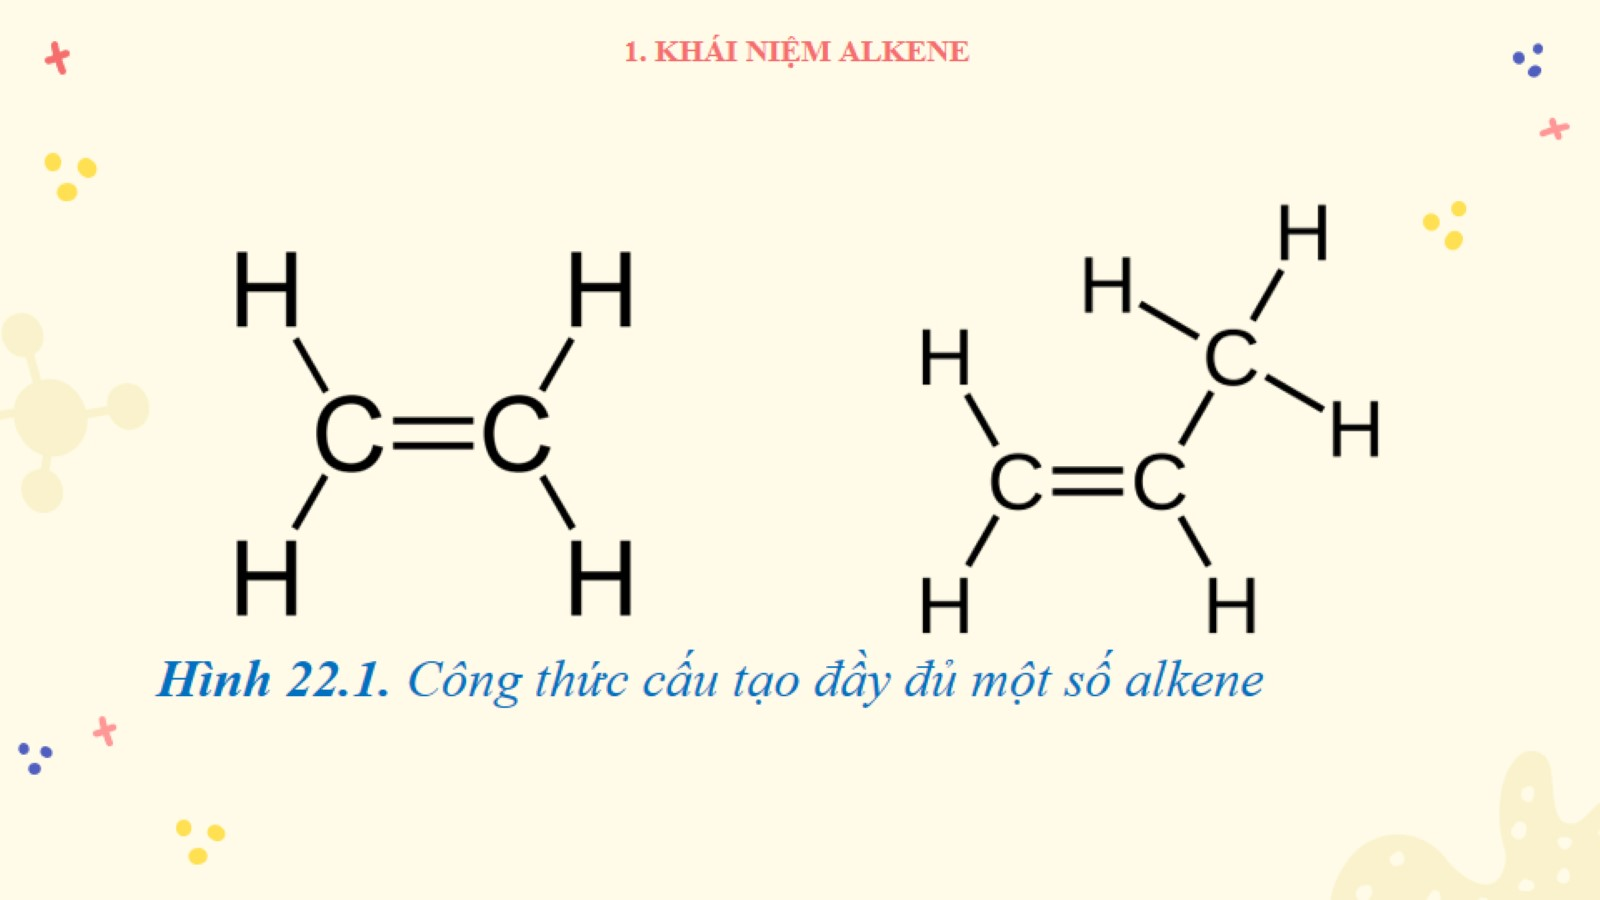 1. KHÁI NIỆM ALKENE
H H
C C
H H
H
H
H
C
H
C C
H H
Hình 22.1. Công thức cấu tạo đầy đủ một số alkene